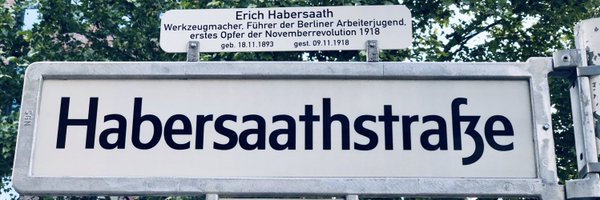 Erich Habersaath
Werkzeugmacher, Führer der Berliner Arbeiterjugend,
erstes Opfer der Novemberrevolution 1918
geb. 18.11.1893 gest. 09.11.1918
Habersaathstraße